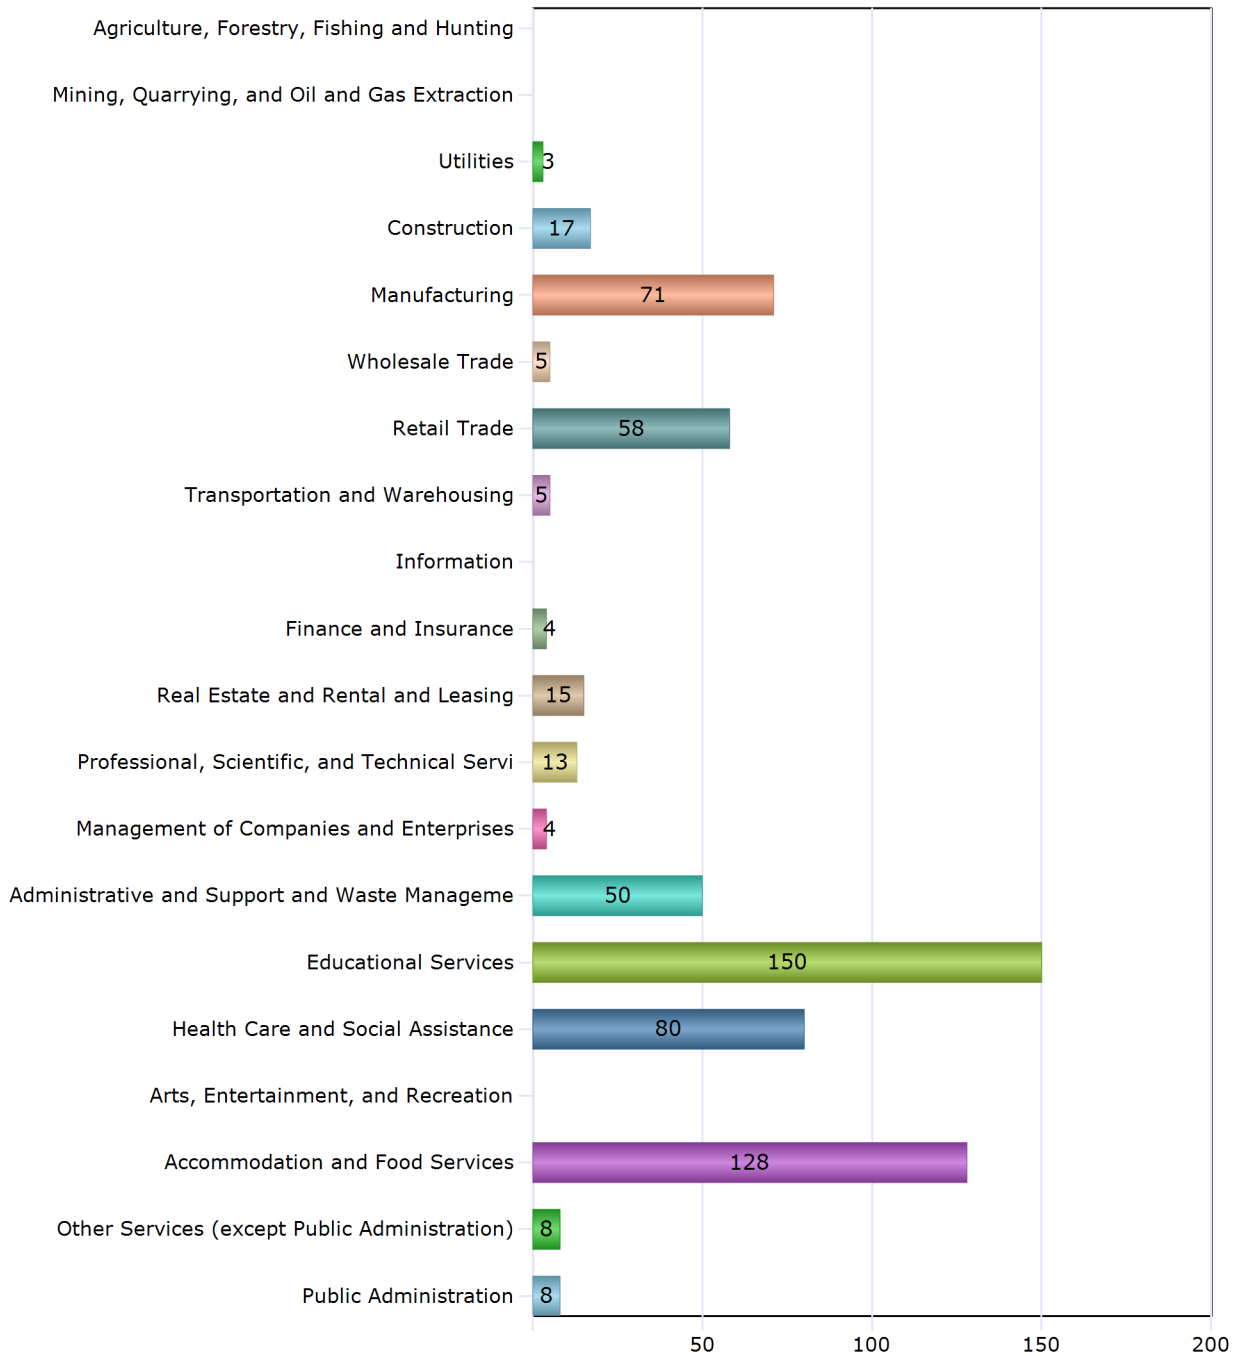 Agriculture, Forestry, Fishing and Hunting
Mining, Quarrying, and Oil and Gas Extraction
Utilities 3
Construction 17
Manufacturing 71
Wholesale Trade 5
Retail Trade 58
Transportation and Warehousing 5
Information
Finance and Insurance 4
Real Estate and Rental and Leasing 15
Professional, Scientific, and Technical Servi 13
Management of Companies and Enterprises 4
Administrative and Support and Waste Manageme 50
Educational Services 150
Health Care and Social Assistance 80
Arts, Entertainment, and Recreation
Accommodation and Food Services 128
Other Services (except Public Administration) 8
Public Administration 8
50 100 150 200